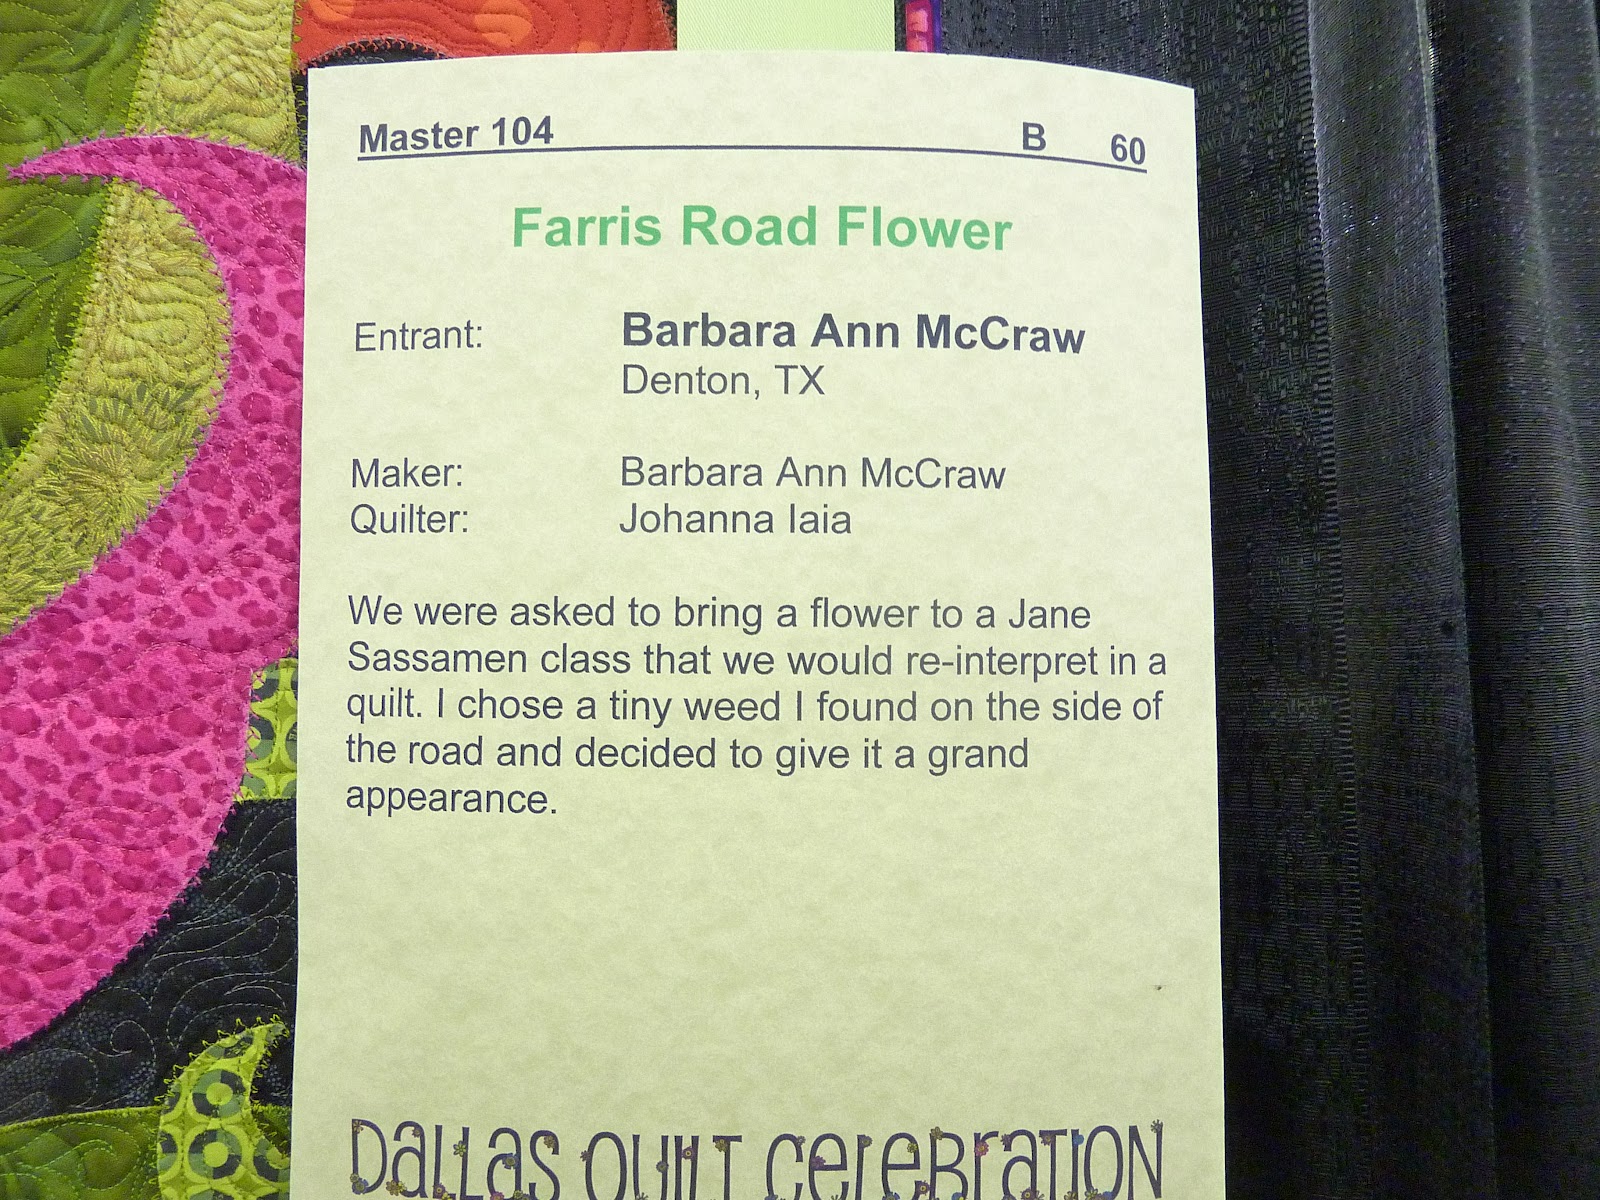 Master 104 B 60
Farris Road Flower
Entrant: Barbara Ann McCraw
Denton, TX
Maker: Barbara Ann McCraw
Quilter: Johanna Iaia
We were asked to bring a flower to a Jane
Sassamen class that we would re-interpret in a
quilt. I chose a tiny weed I found on the side of
the road and decided to give it a grand
appearance.
DALLAS QUILT CELEBRATION